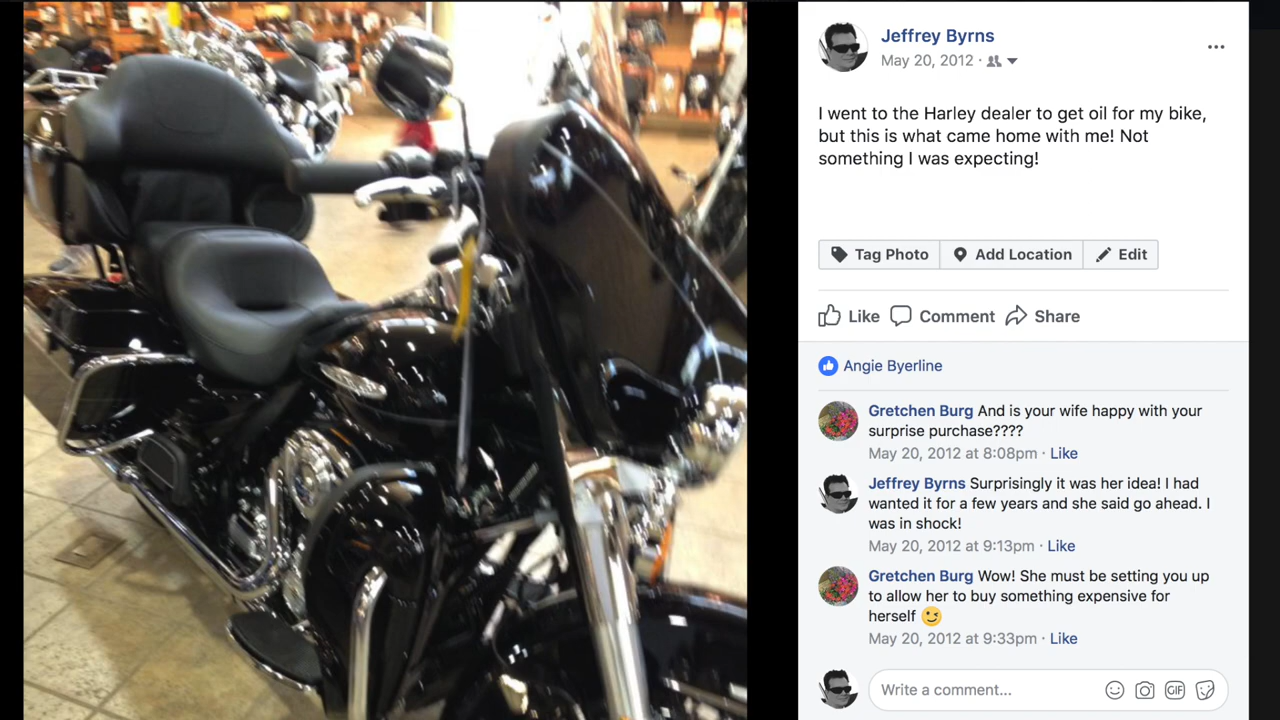 Jeffrey Byrns
May 20, 2012 ·
I went to the Harley dealer to get oil for my bike,
but this is what came home with me! Not
something I was expecting!
Tag Photo Add Location Edit
Like Comment Share
Angie Byerline
Gretchen Burg And is your wife happy with your
surprise purchase????
May 20, 2012 at 8:08pm · Like
Jeffrey Byrns Surprisingly it was her idea! I had
wanted it for a few years and she said go ahead. I
was in shock!
May 20, 2012 at 9:13pm · Like
Gretchen Burg Wow! She must be setting you up
to allow her to buy something expensive for
herself 😉
May 20, 2012 at 9:33pm · Like
Write a comment... GIF